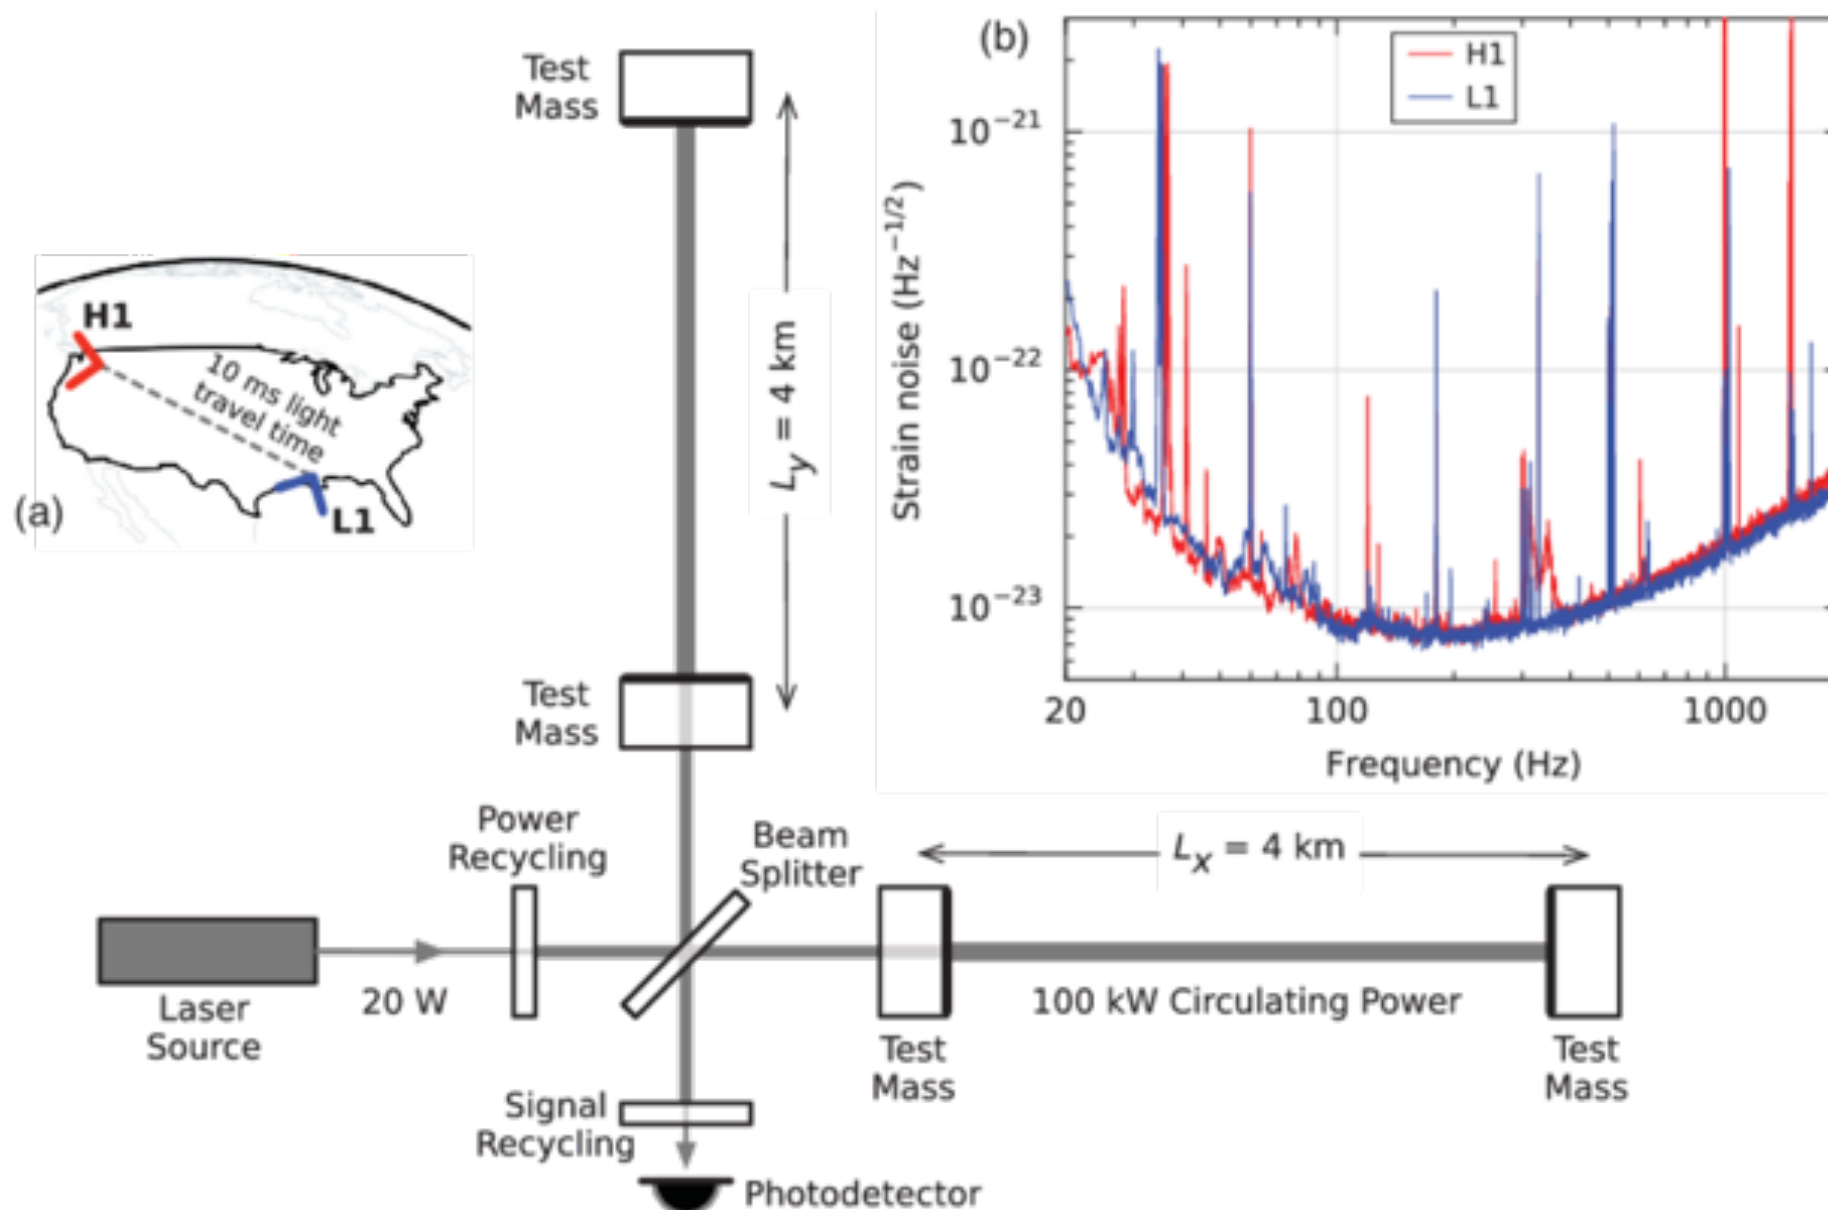 Test
Mass
L_y = 4 km
Test
Mass
(a)
H1
10 ms light
travel time
L1
(b)
H1
L1
Strain noise (Hz^{-1/2})
10^{-21}
10^{-22}
10^{-23}
20
100
1000
Frequency (Hz)
Power
Recycling
Beam
Splitter
L_x = 4 km
Laser
Source
20 W
100 kW Circulating Power
Test
Mass
Test
Mass
Signal
Recycling
Photodetector